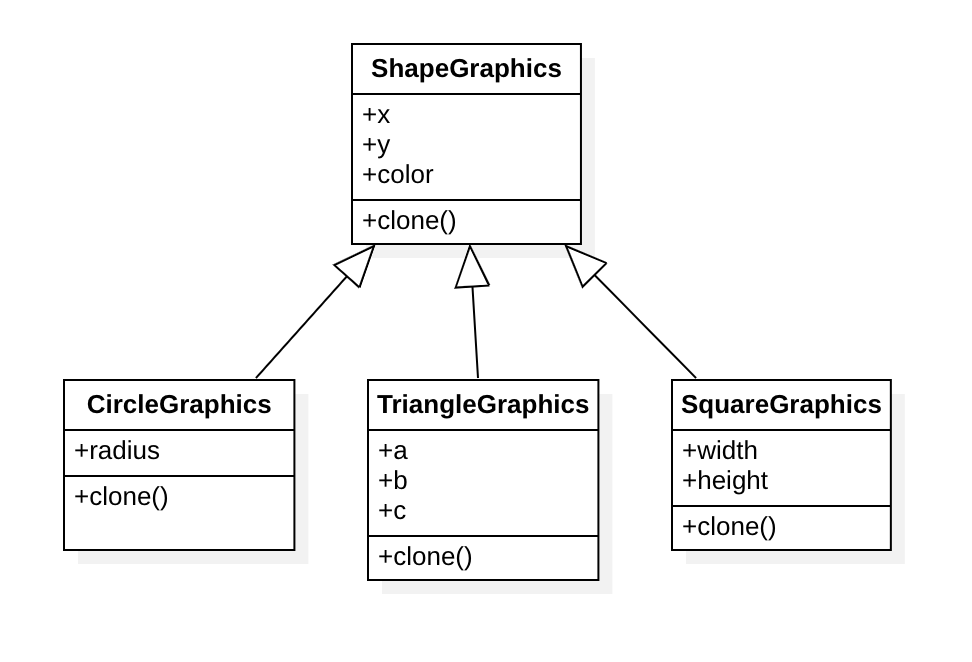 ShapeGraphics
+x
+y
+color
+clone()
CircleGraphics
+radius
+clone()
TriangleGraphics
+a
+b
+c
+clone()
SquareGraphics
+width
+height
+clone()